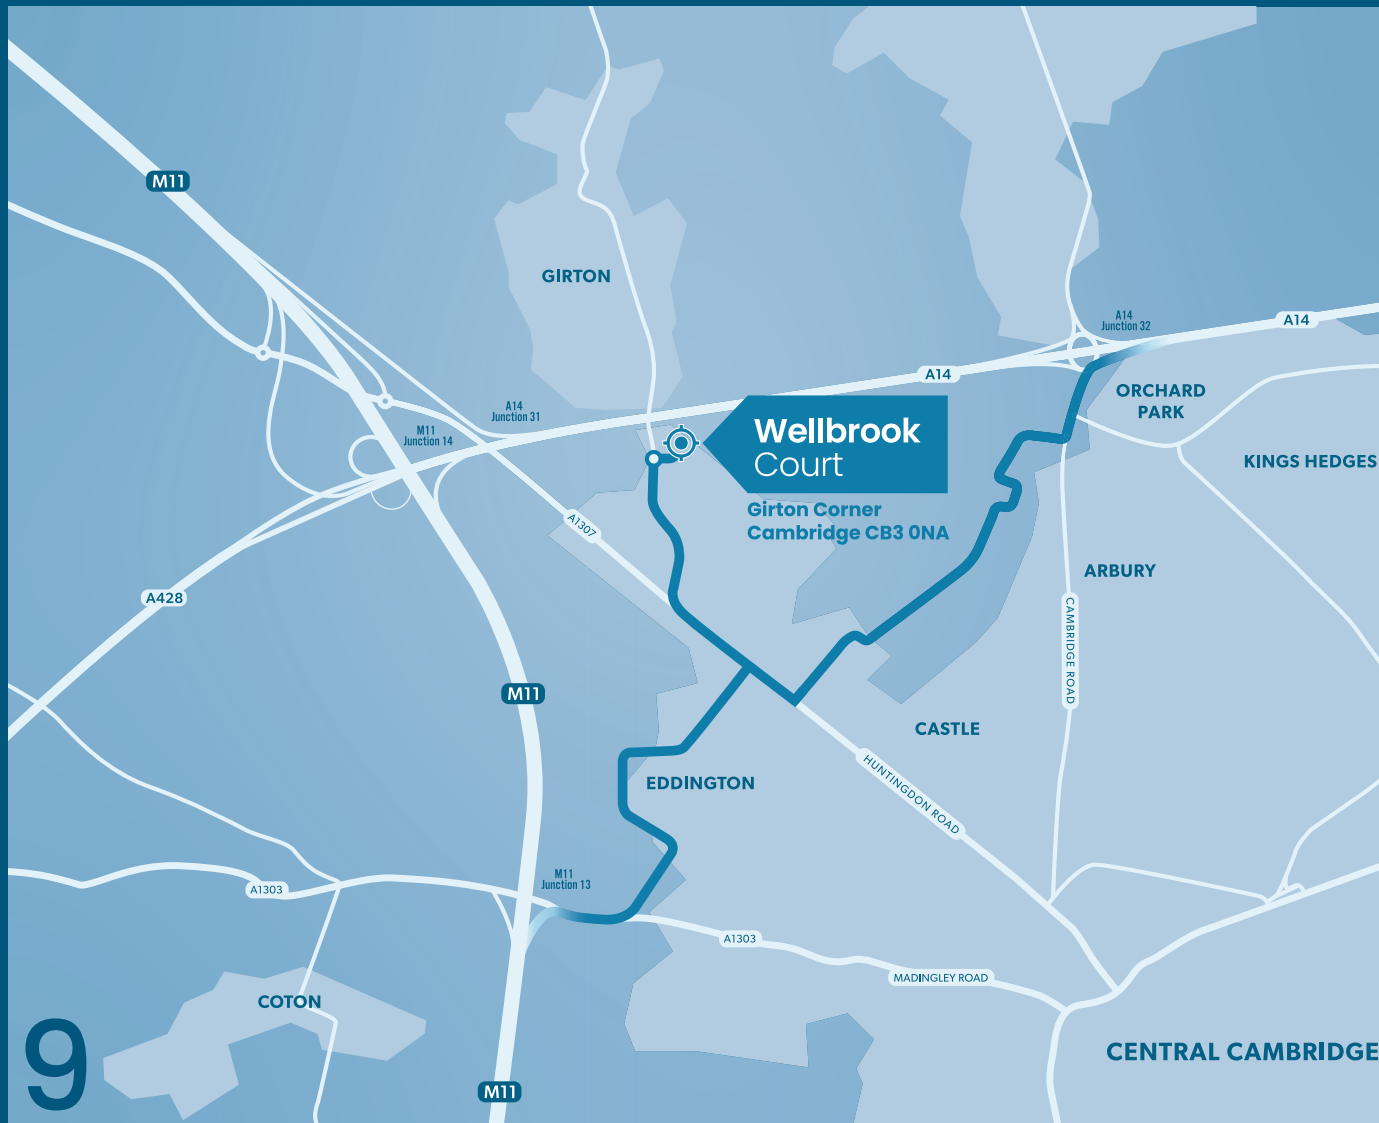 M11
GIRTON
A14
Junction 32
A14
A14
ORCHARD
PARK
A14
Junction 31
M11
Junction 14
Wellbrook
Court
KINGS HEDGES
Girton Corner
Cambridge CB3 0NA
A1307
ARBURY
A428
CAMBRIDGE ROAD
M11
CASTLE
EDDINGTON
HUNTINGDON ROAD
M11
Junction 13
A1303
A1303
MADINGLEY ROAD
COTON
CENTRAL CAMBRIDGE
9
M11